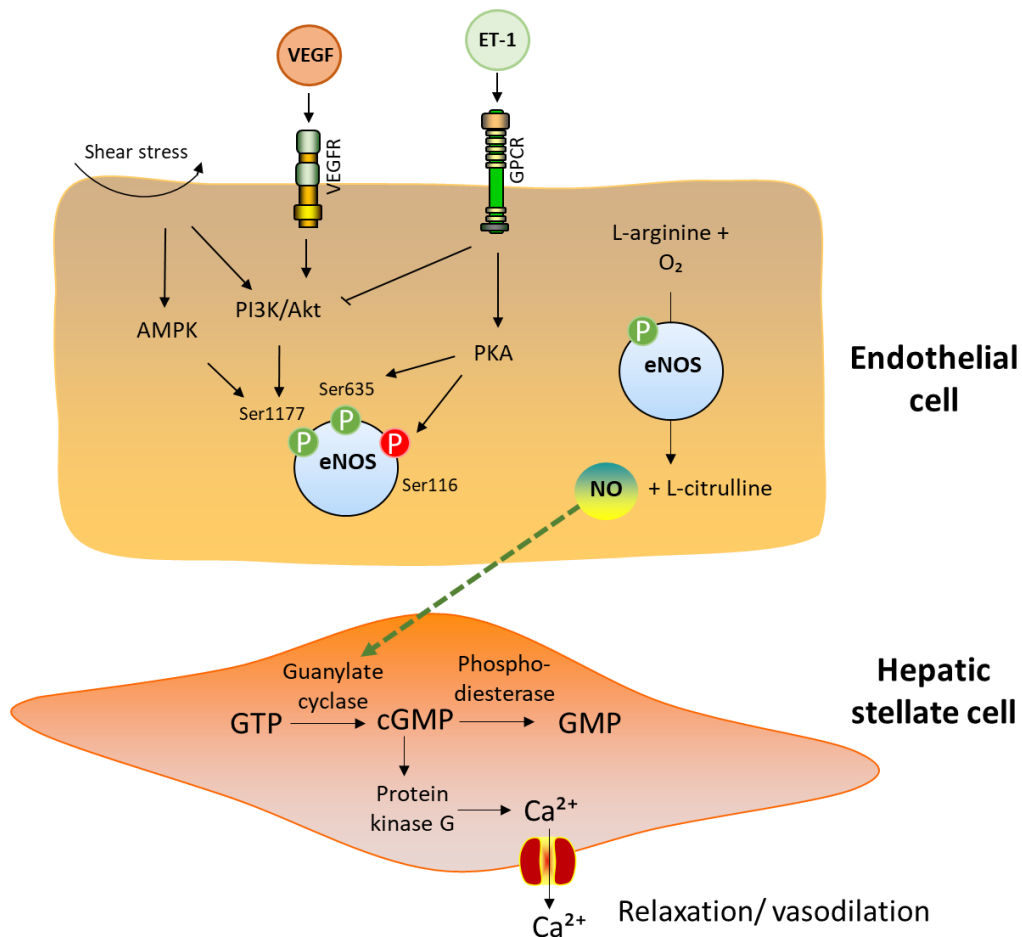 VEGF
ET-1
VEGFR
GPCR
Shear stress
L-arginine +
O₂
PI3K/Akt
AMPK
PKA
P
eNOS
Endothelial
cell
Ser635
Ser1177
P
P
P
eNOS
Ser116
NO
+ L-citrulline
Guanylate
cyclase
Phospho-
diesterase
Hepatic
stellate cell
GTP
cGMP
GMP
Protein
kinase G
Ca²⁺
Ca²⁺
Relaxation/ vasodilation